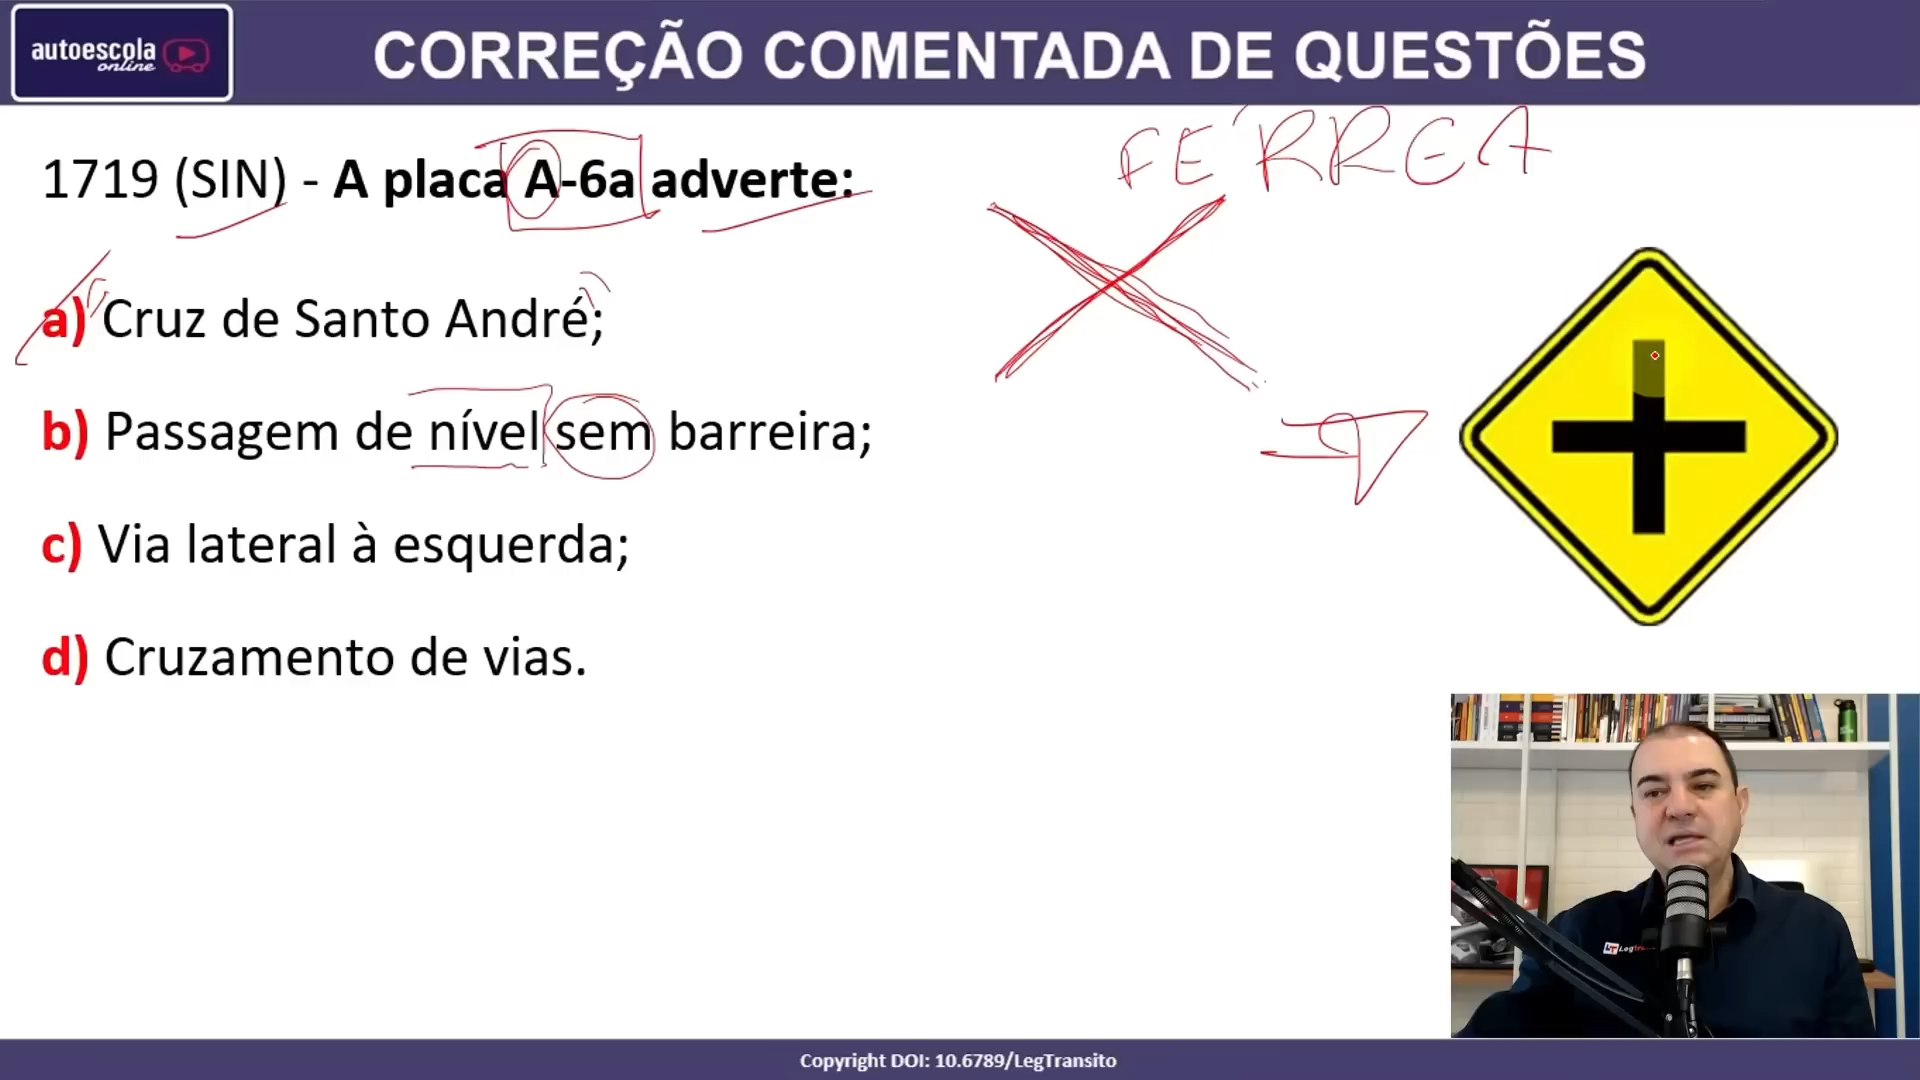 autoescola
online
CORREÇÃO COMENTADA DE QUESTÕES
FÉRREA
1719 (SIN) - A placa A-6a adverte:
a) Cruz de Santo André;
b) Passagem de nível sem barreira;
c) Via lateral à esquerda;
d) Cruzamento de vias.
Copyright DOI: 10.6789/LegTransito